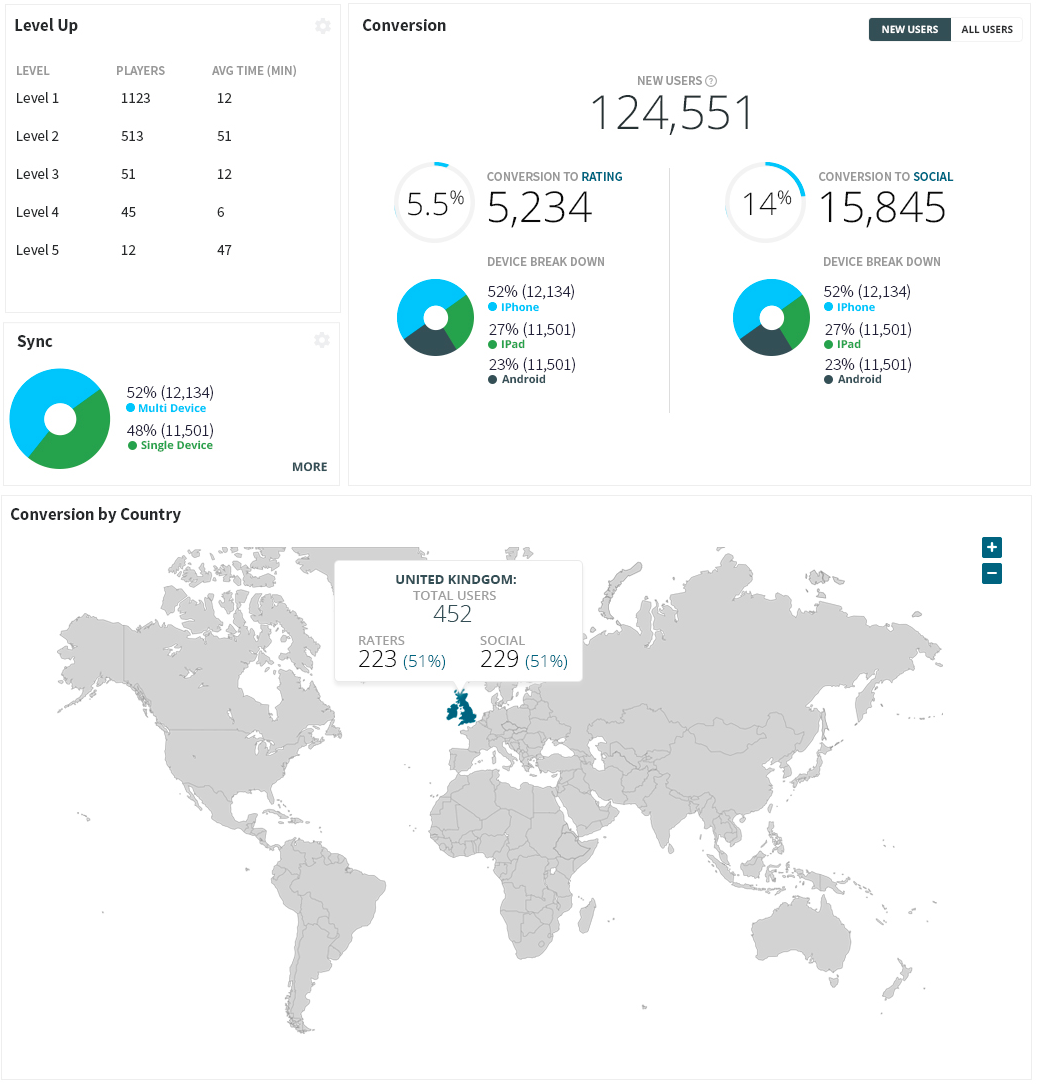 Level Up
LEVEL PLAYERS AVG TIME (MIN)
Level 1 1123 12
Level 2 513 51
Level 3 51 12
Level 4 45 6
Level 5 12 47
Sync
52% (12,134)
Multi Device
48% (11,501)
Single Device
MORE
Conversion
NEW USERS ALL USERS
NEW USERS ?
124,551
5.5%
CONVERSION TO RATING
5,234
DEVICE BREAK DOWN
52% (12,134)
IPhone
27% (11,501)
IPad
23% (11,501)
Android
14%
CONVERSION TO SOCIAL
15,845
DEVICE BREAK DOWN
52% (12,134)
IPhone
27% (11,501)
IPad
23% (11,501)
Android
Conversion by Country
+
−
UNITED KINDGOM:
TOTAL USERS
452
RATERS SOCIAL
223 (51%) 229 (51%)